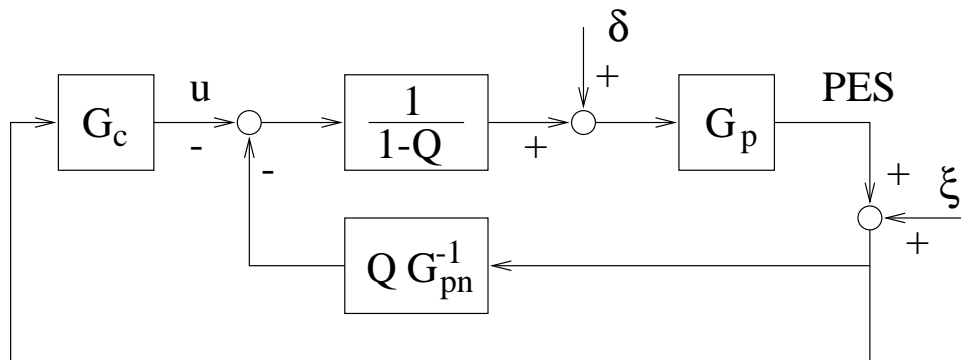 δ
u
+
PES
G_c
-
1
1-Q
+
G_p
-
+
ξ
+
Q G_pn^-1